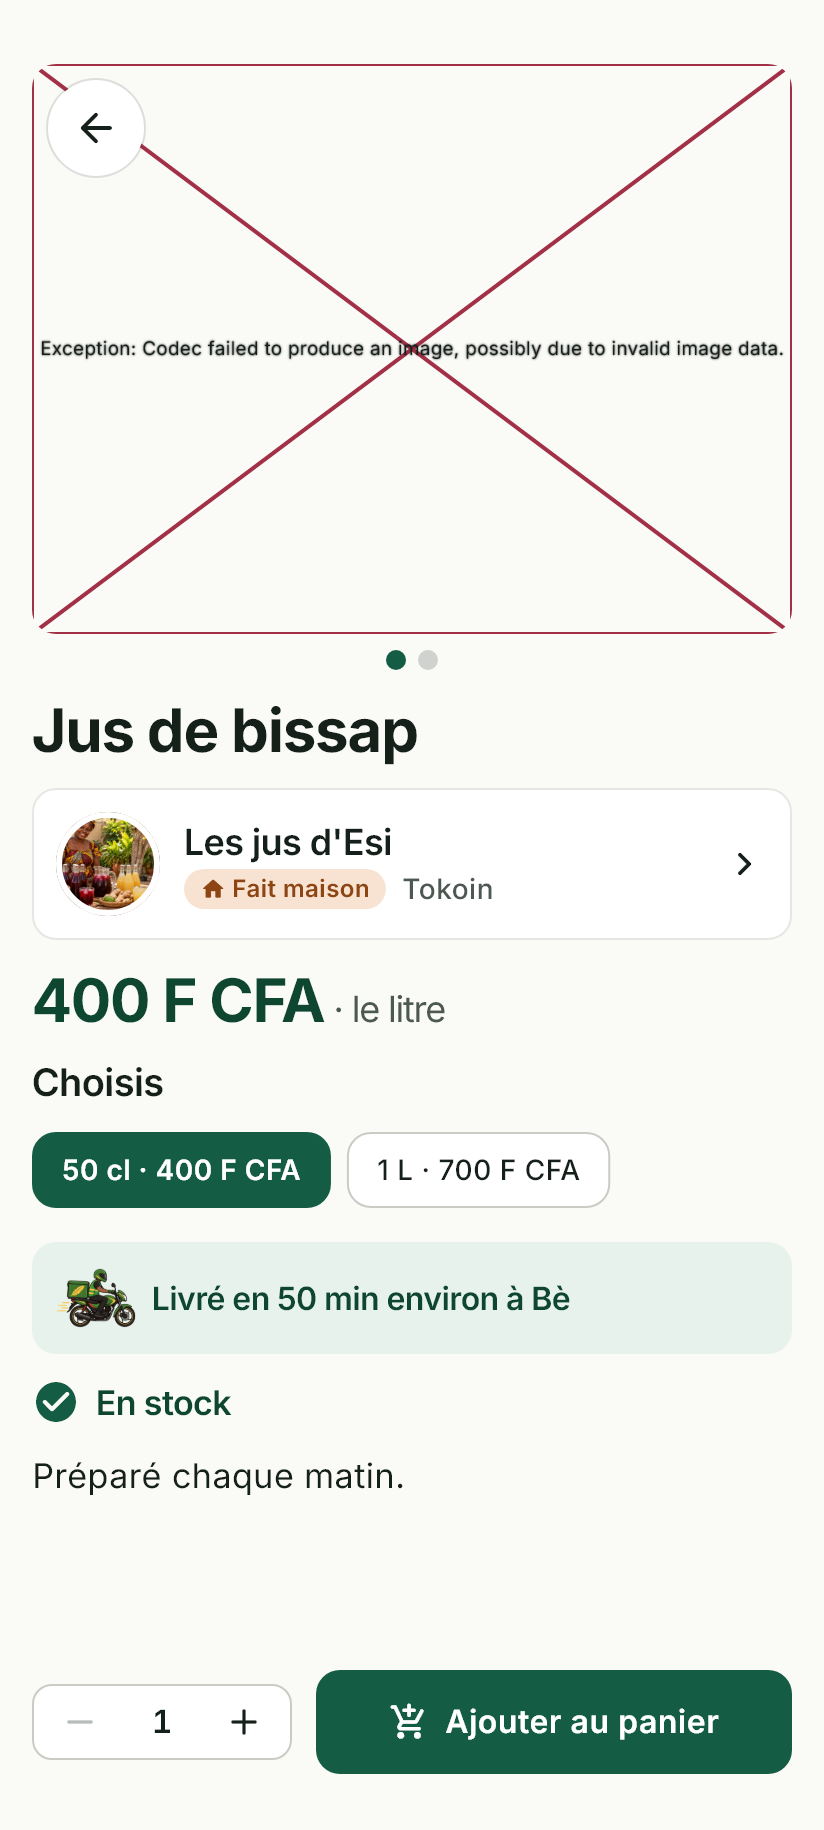 Exception: Codec failed to produce an image, possibly due to invalid image data.
Jus de bissap
Les jus d'Esi
Fait maison Tokoin
400 F CFA · le litre
Choisis
50 cl · 400 F CFA 1 L · 700 F CFA
Livré en 50 min environ à Bè
En stock
Préparé chaque matin.
1 Ajouter au panier